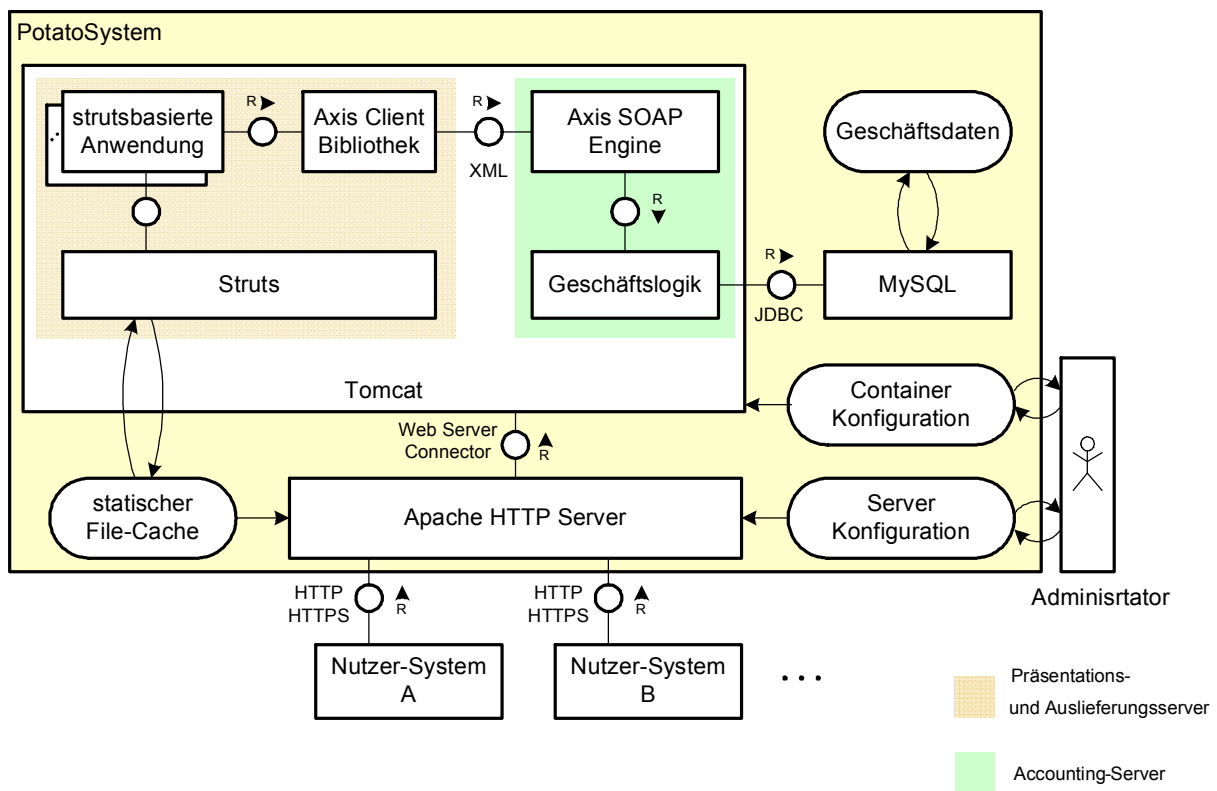 PotatoSystem
strutsbasierte
Anwendung
R
Axis Client
Bibliothek
R
XML
Axis SOAP
Engine
Geschäftsdaten
R
Struts
Geschäftslogik
R
JDBC
MySQL
Tomcat
Container
Konfiguration
Web Server
Connector
R
statischer
File-Cache
Apache HTTP Server
Server
Konfiguration
HTTP
HTTPS
R
HTTP
HTTPS
R
Adminisrtator
Nutzer-System
A
Nutzer-System
B
...
Präsentations-
und Auslieferungsserver
Accounting-Server